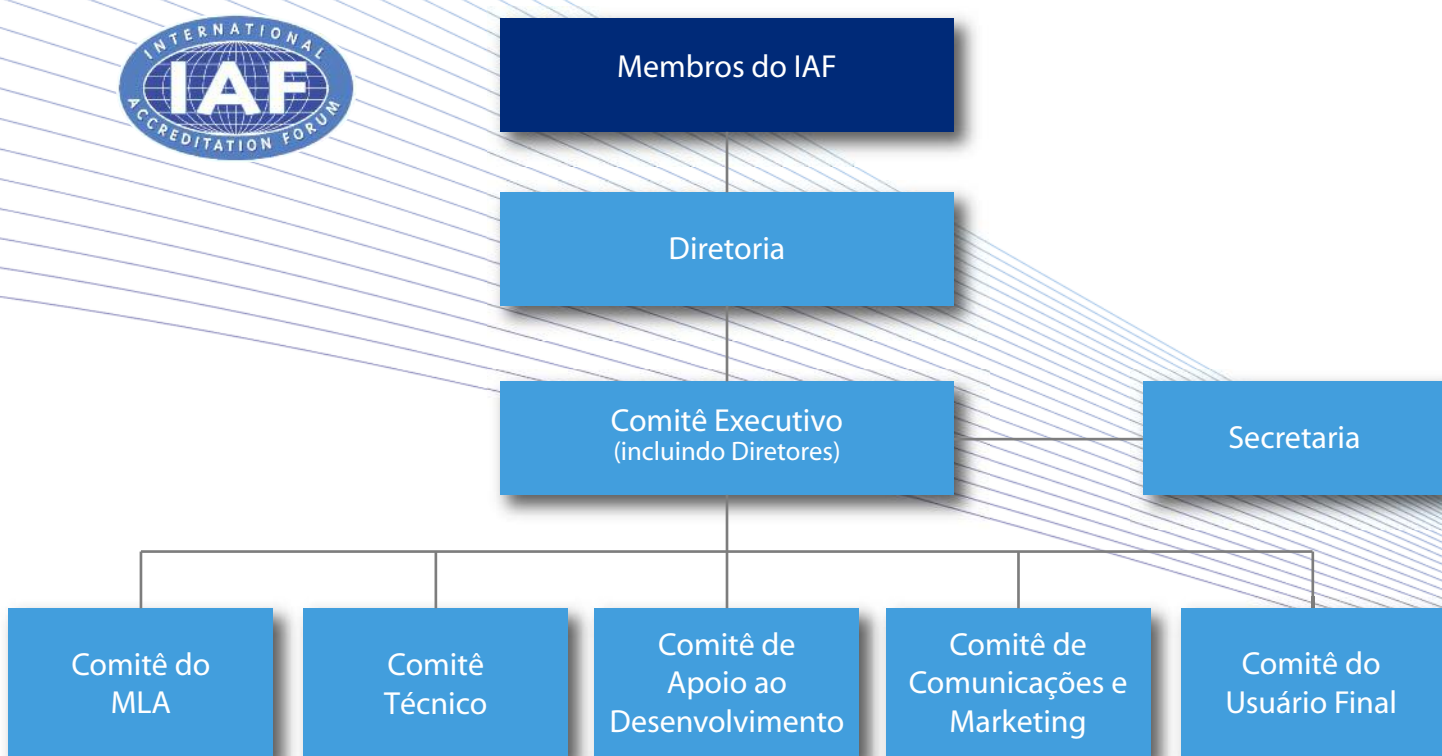 INTERNATIONAL
IAF
ACCREDITATION FORUM
Membros do IAF
Diretoria
Comitê Executivo
(incluindo Diretores)
Secretaria
Comitê do
MLA
Comitê
Técnico
Comitê de
Apoio ao
Desenvolvimento
Comitê de
Comunicações e
Marketing
Comitê do
Usuário Final